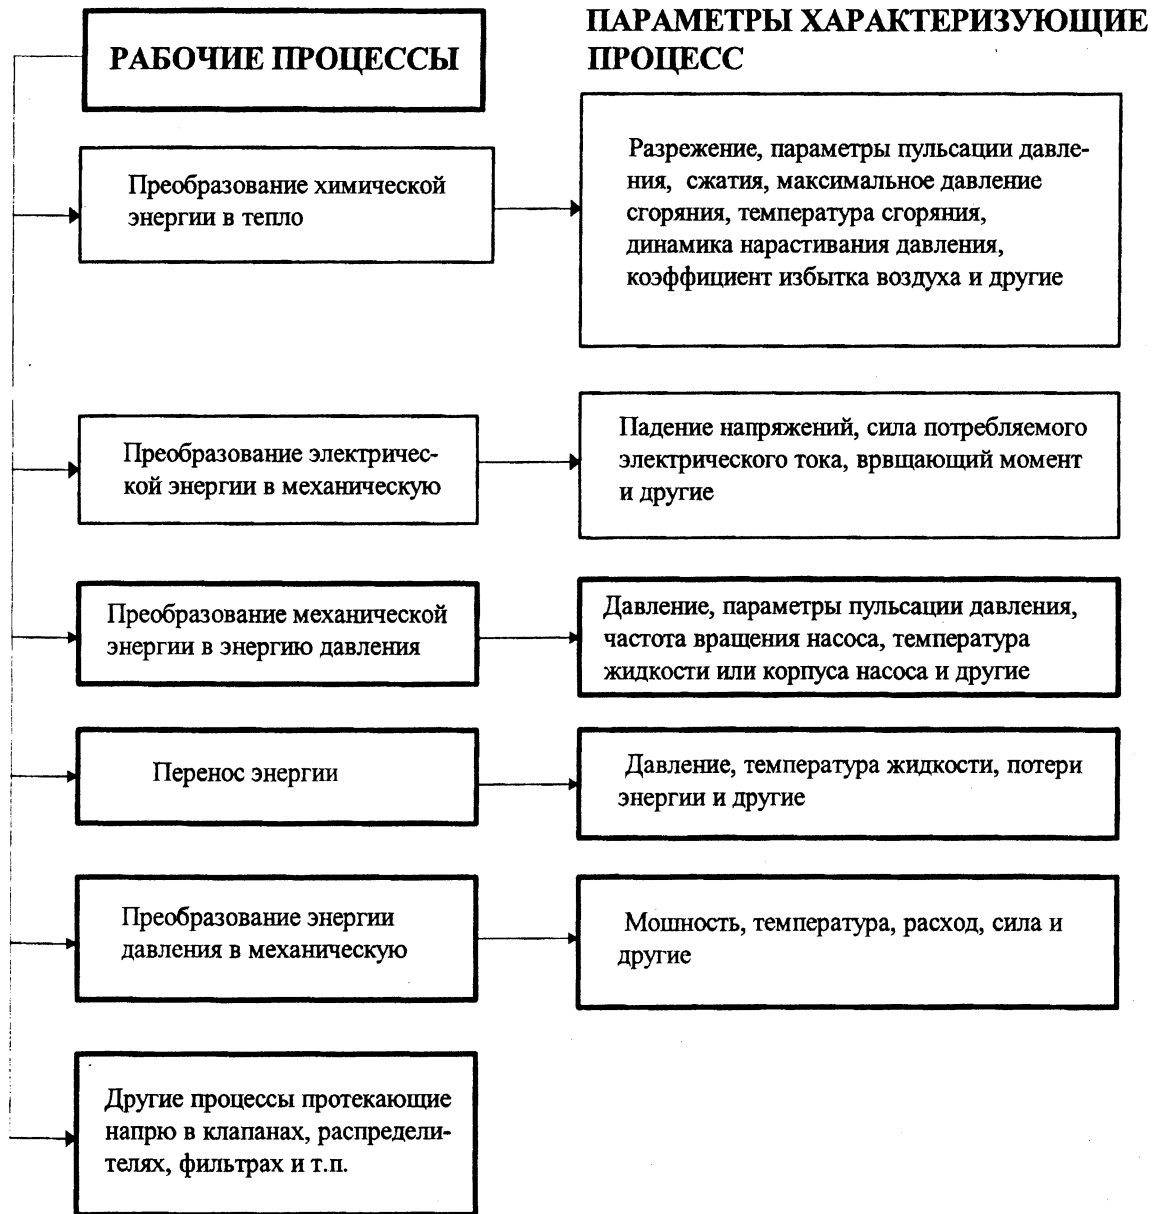 ПАРАМЕТРЫ ХАРАКТЕРИЗУЮЩИЕ
ПРОЦЕСС
РАБОЧИЕ ПРОЦЕССЫ
Преобразование химической
энергии в тепло
Разрежение, параметры пульсации давле-
ния, сжатия, максимальное давление
сгоряния, температура сгоряния,
динамика нарастивания давления,
коэффициент избытка воздуха и другие
Преобразование электричес-
кой энергии в механическую
Падение напряжений, сила потребляемого
электрического тока, врвщающий момент
и другие
Преобразование механической
энергии в энергию давления
Давление, параметры пульсации давления,
частота вращения насоса, температура
жидкости или корпуса насоса и другие
Перенос энергии
Давление, температура жидкости, потери
энергии и другие
Преобразование энергии
давления в механическую
Мошность, температура, расход, сила и
другие
Другие процессы протекающие
напрю в клапанах, распредели-
телях, фильтрах и т.п.